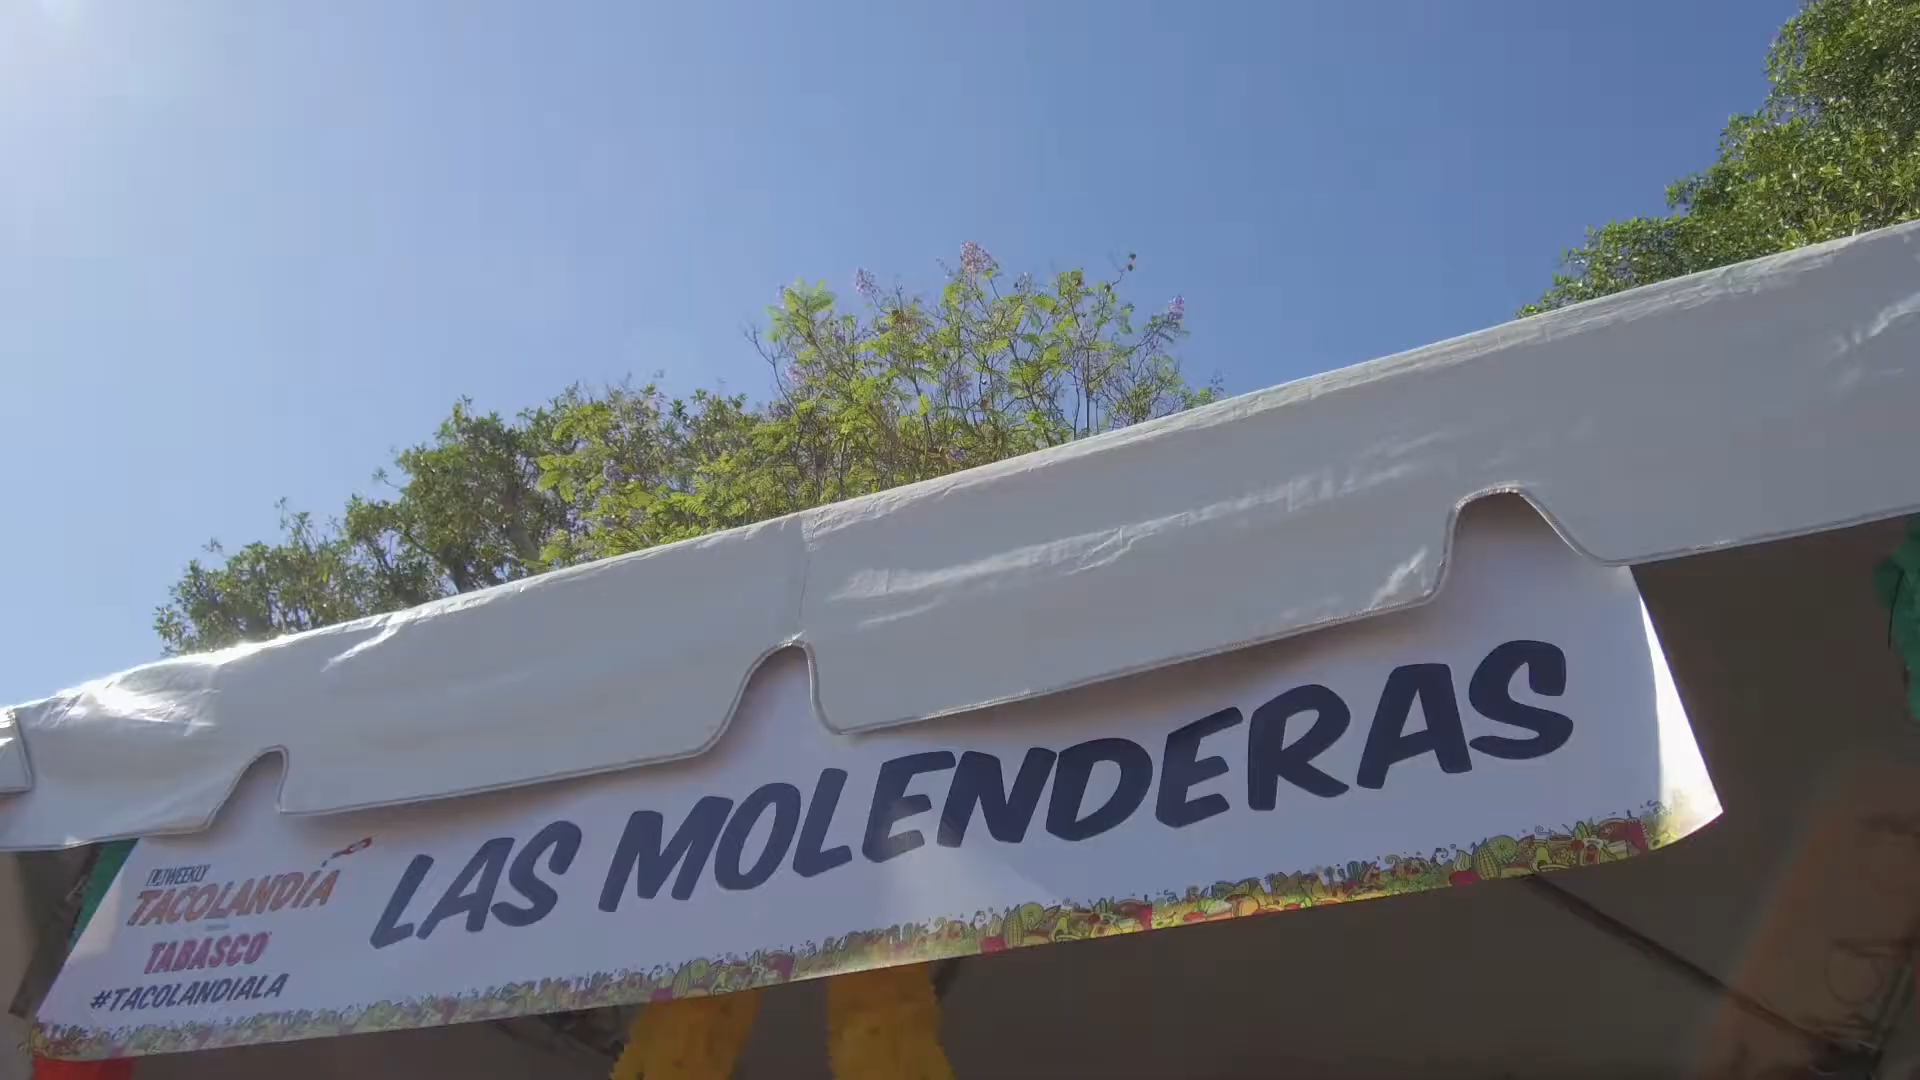 LA WEEKLY
TACOLANDIA
TABASCO
#TACOLANDIALA
LAS MOLENDERAS